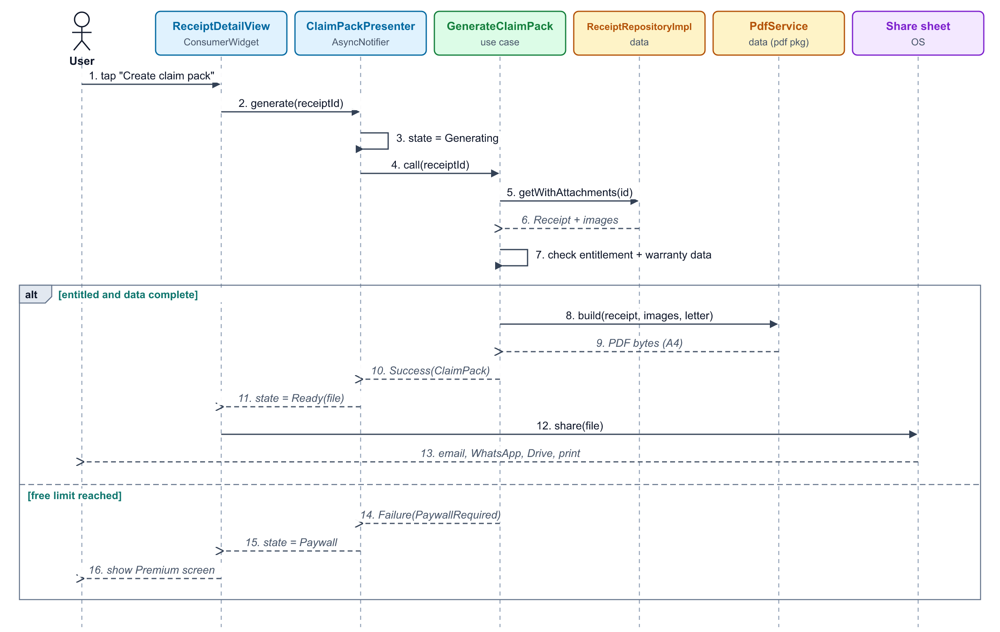 ReceiptDetailView
ConsumerWidget
ClaimPackPresenter
AsyncNotifier
GenerateClaimPack
use case
ReceiptRepositoryImpl
data
PdfService
data (pdf pkg)
Share sheet
OS
User
1. tap "Create claim pack"
2. generate(receiptId)
3. state = Generating
4. call(receiptId)
5. getWithAttachments(id)
6. Receipt + images
7. check entitlement + warranty data
alt [entitled and data complete]
8. build(receipt, images, letter)
9. PDF bytes (A4)
10. Success(ClaimPack)
11. state = Ready(file)
12. share(file)
13. email, WhatsApp, Drive, print
[free limit reached]
14. Failure(PaywallRequired)
15. state = Paywall
16. show Premium screen